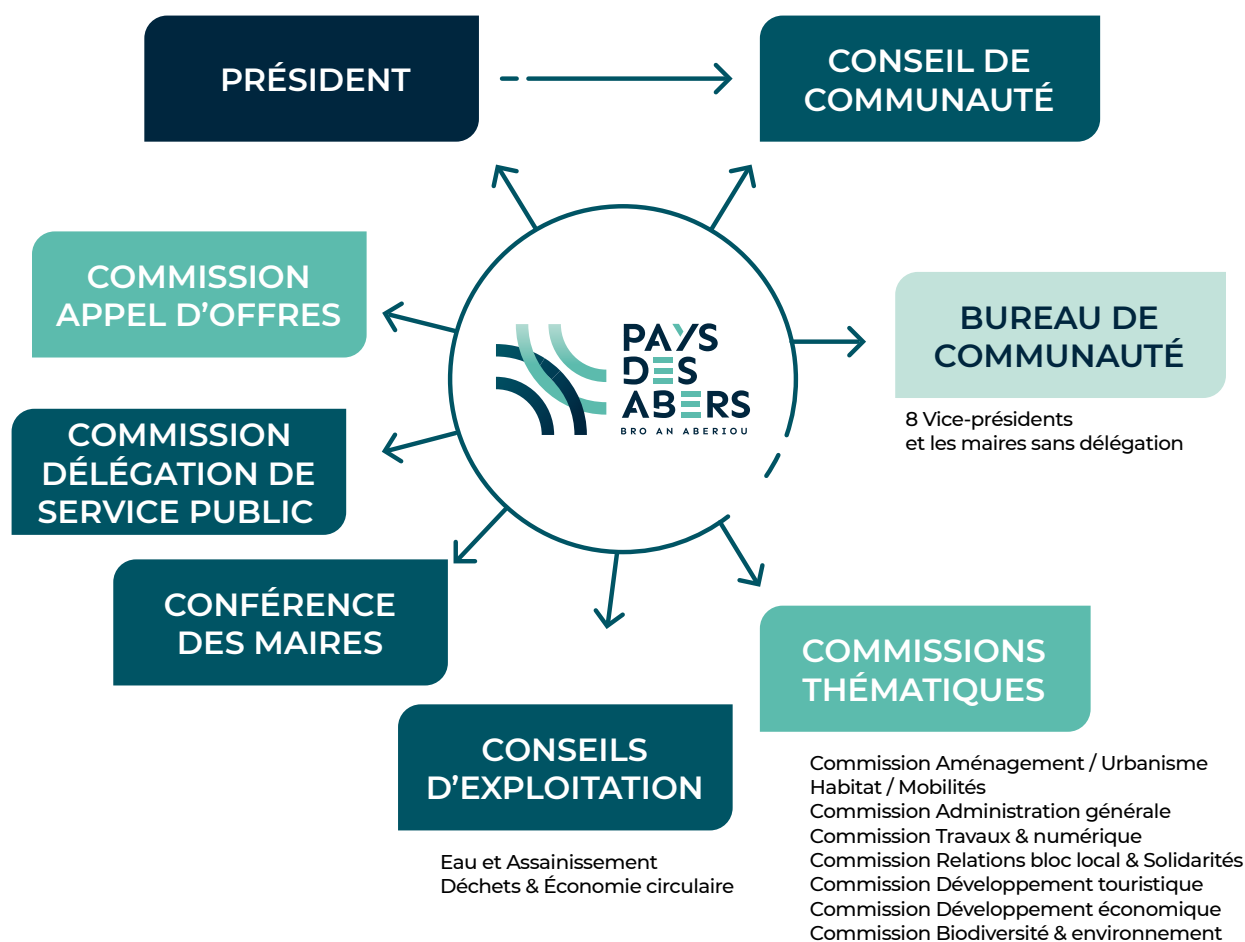 PRÉSIDENT
CONSEIL DE
COMMUNAUTÉ
COMMISSION
APPEL D'OFFRES
BUREAU DE
COMMUNAUTÉ
8 Vice-présidents
et les maires sans délégation
PAYS
DES
ABERS
BRO AN ABERIOU
COMMISSION
DÉLÉGATION DE
SERVICE PUBLIC
CONFÉRENCE
DES MAIRES
CONSEILS
D'EXPLOITATION
Eau et Assainissement
Déchets & Économie circulaire
COMMISSIONS
THÉMATIQUES
Commission Aménagement / Urbanisme
Habitat / Mobilités
Commission Administration générale
Commission Travaux & numérique
Commission Relations bloc local & Solidarités
Commission Développement touristique
Commission Développement économique
Commission Biodiversité & environnement